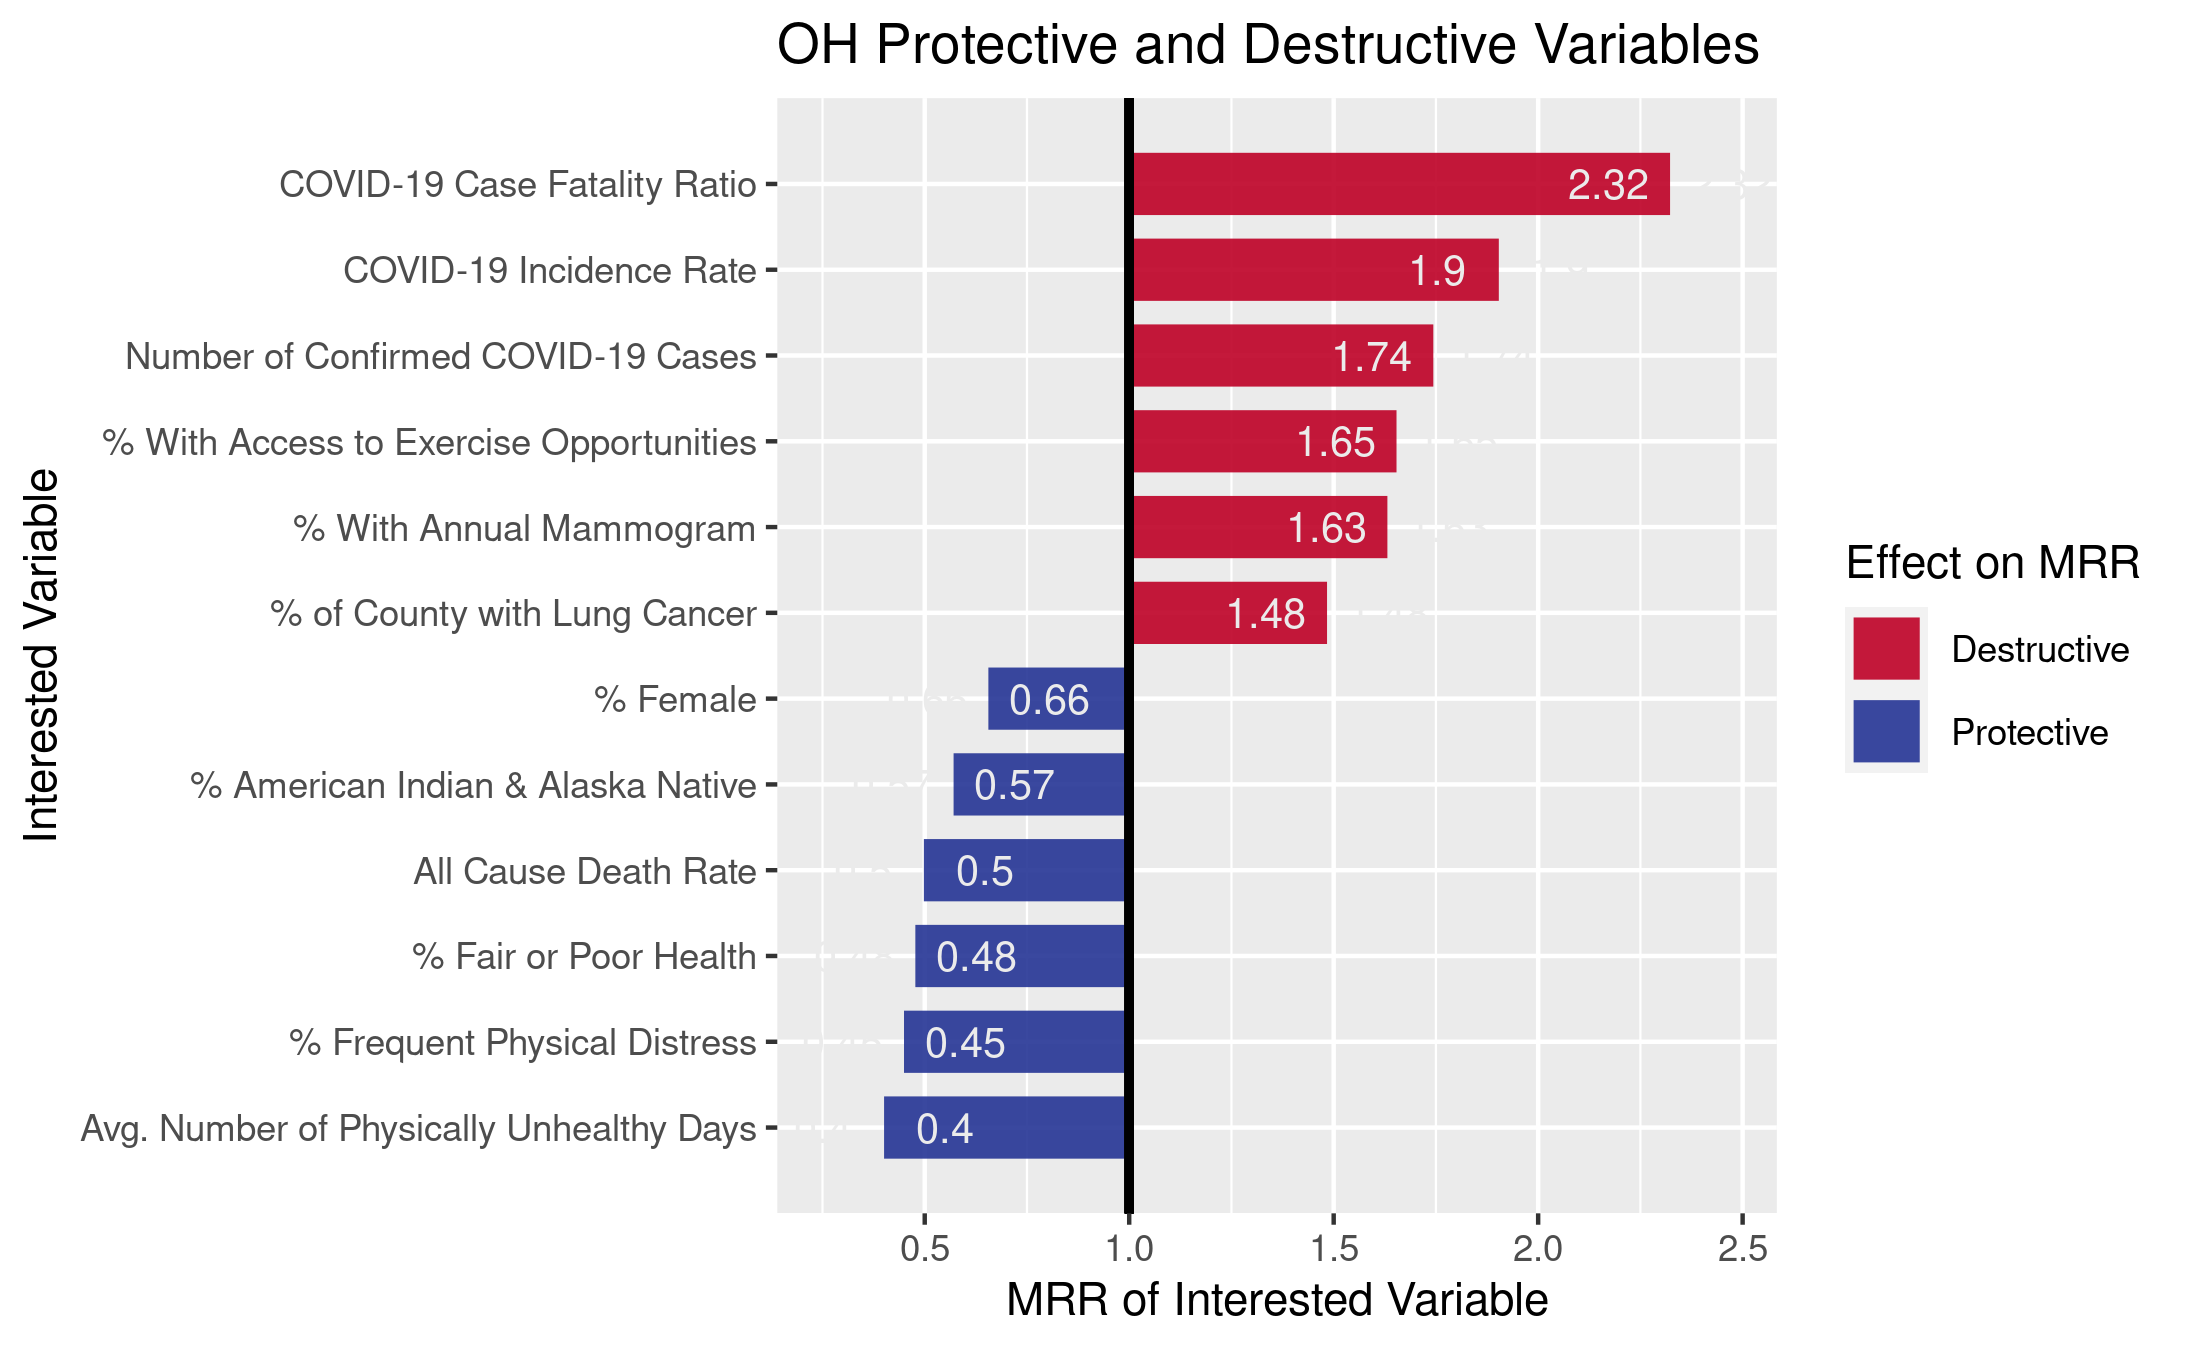 OH Protective and Destructive Variables
Interested Variable
COVID-19 Case Fatality Ratio
2.32
COVID-19 Incidence Rate
1.9
Number of Confirmed COVID-19 Cases
1.74
% With Access to Exercise Opportunities
1.65
% With Annual Mammogram
1.63
% of County with Lung Cancer
1.48
% Female
0.66
% American Indian & Alaska Native
0.57
All Cause Death Rate
0.5
% Fair or Poor Health
0.48
% Frequent Physical Distress
0.45
Avg. Number of Physically Unhealthy Days
0.4
0.5 1.0 1.5 2.0 2.5
MRR of Interested Variable
Effect on MRR
Destructive
Protective